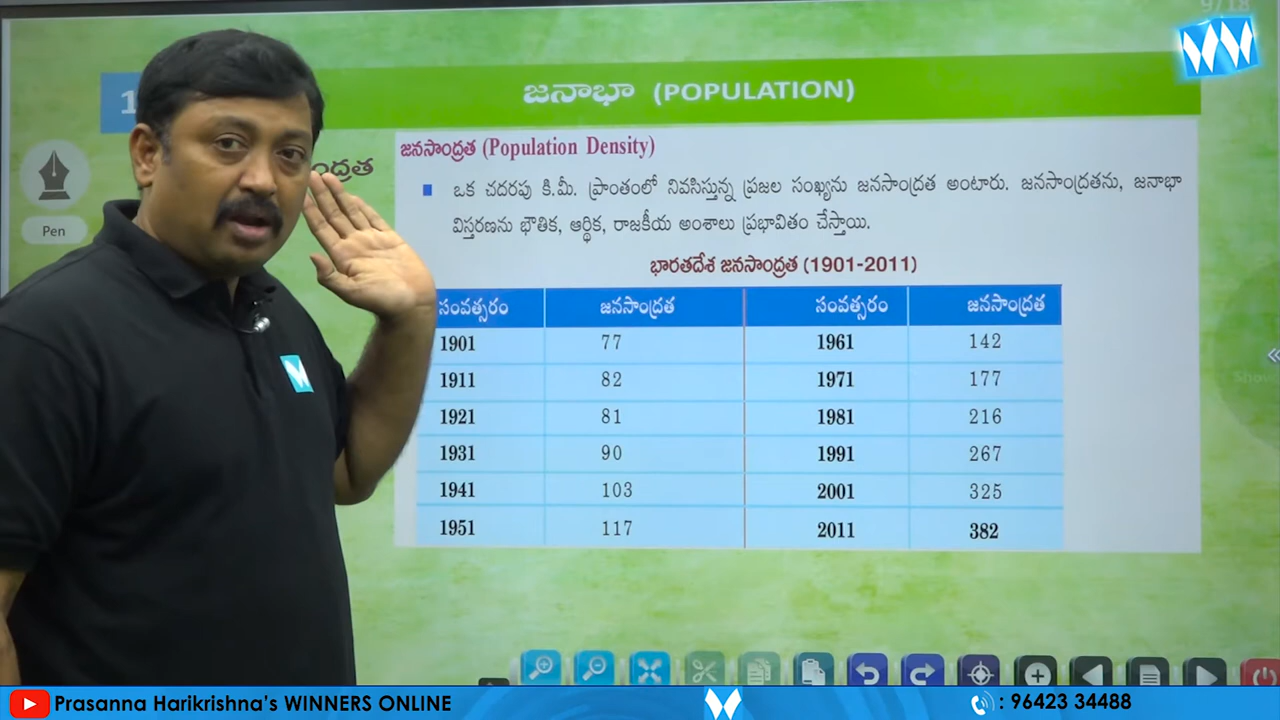 9/18
1
జనాభా (POPULATION)
Pen
జనసాంద్రత (Population Density)
ఒక చదరపు కి.మీ. ప్రాంతంలో నివసిస్తున్న ప్రజల సంఖ్యను జనసాంద్రత అంటారు. జనసాంద్రతను, జనాభా
విస్తరణను భౌతిక, ఆర్థిక, రాజకీయ అంశాలు ప్రభావితం చేస్తాయి.
భారతదేశ జనసాంద్రత (1901-2011)
సంవత్సరం జనసాంద్రత సంవత్సరం జనసాంద్రత
1901 77 1961 142
1911 82 1971 177
1921 81 1981 216
1931 90 1991 267
1941 103 2001 325
1951 117 2011 382
Prasanna Harikrishna's WINNERS ONLINE
: 96423 34488